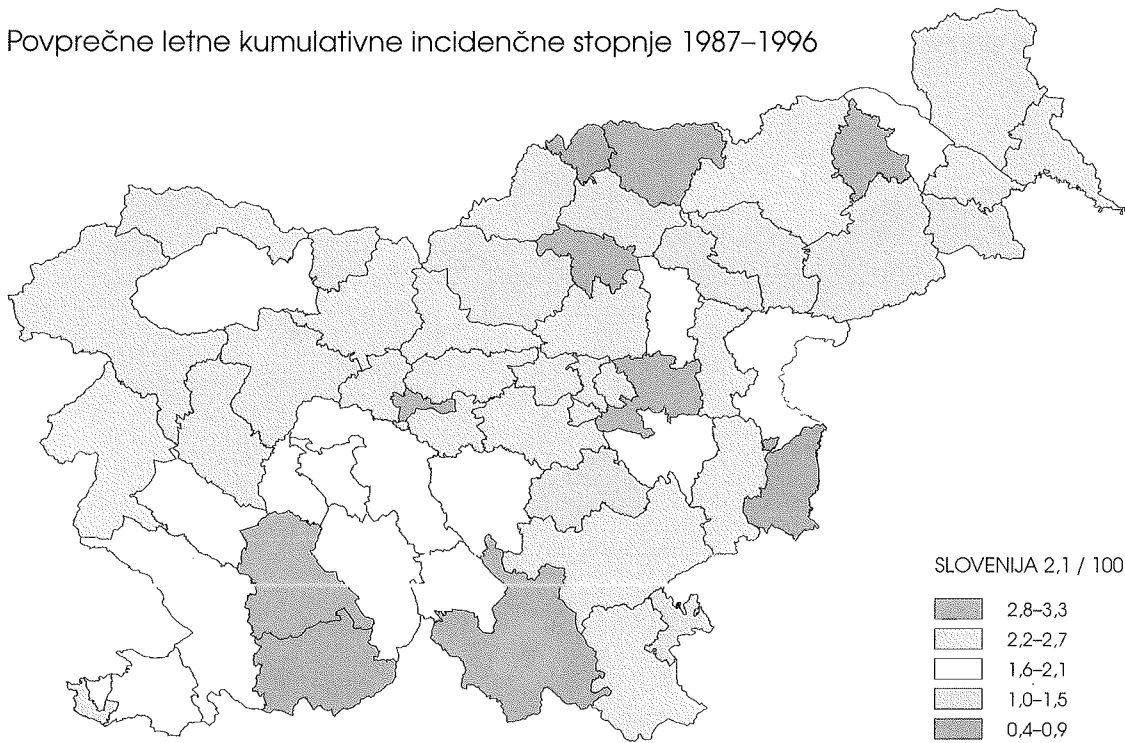 Povprečne letne kumulativne incidenčne stopnje 1987–1996
SLOVENIJA 2,1 / 100
2,8–3,3
2,2–2,7
1,6–2,1
1,0–1,5
0,4–0,9